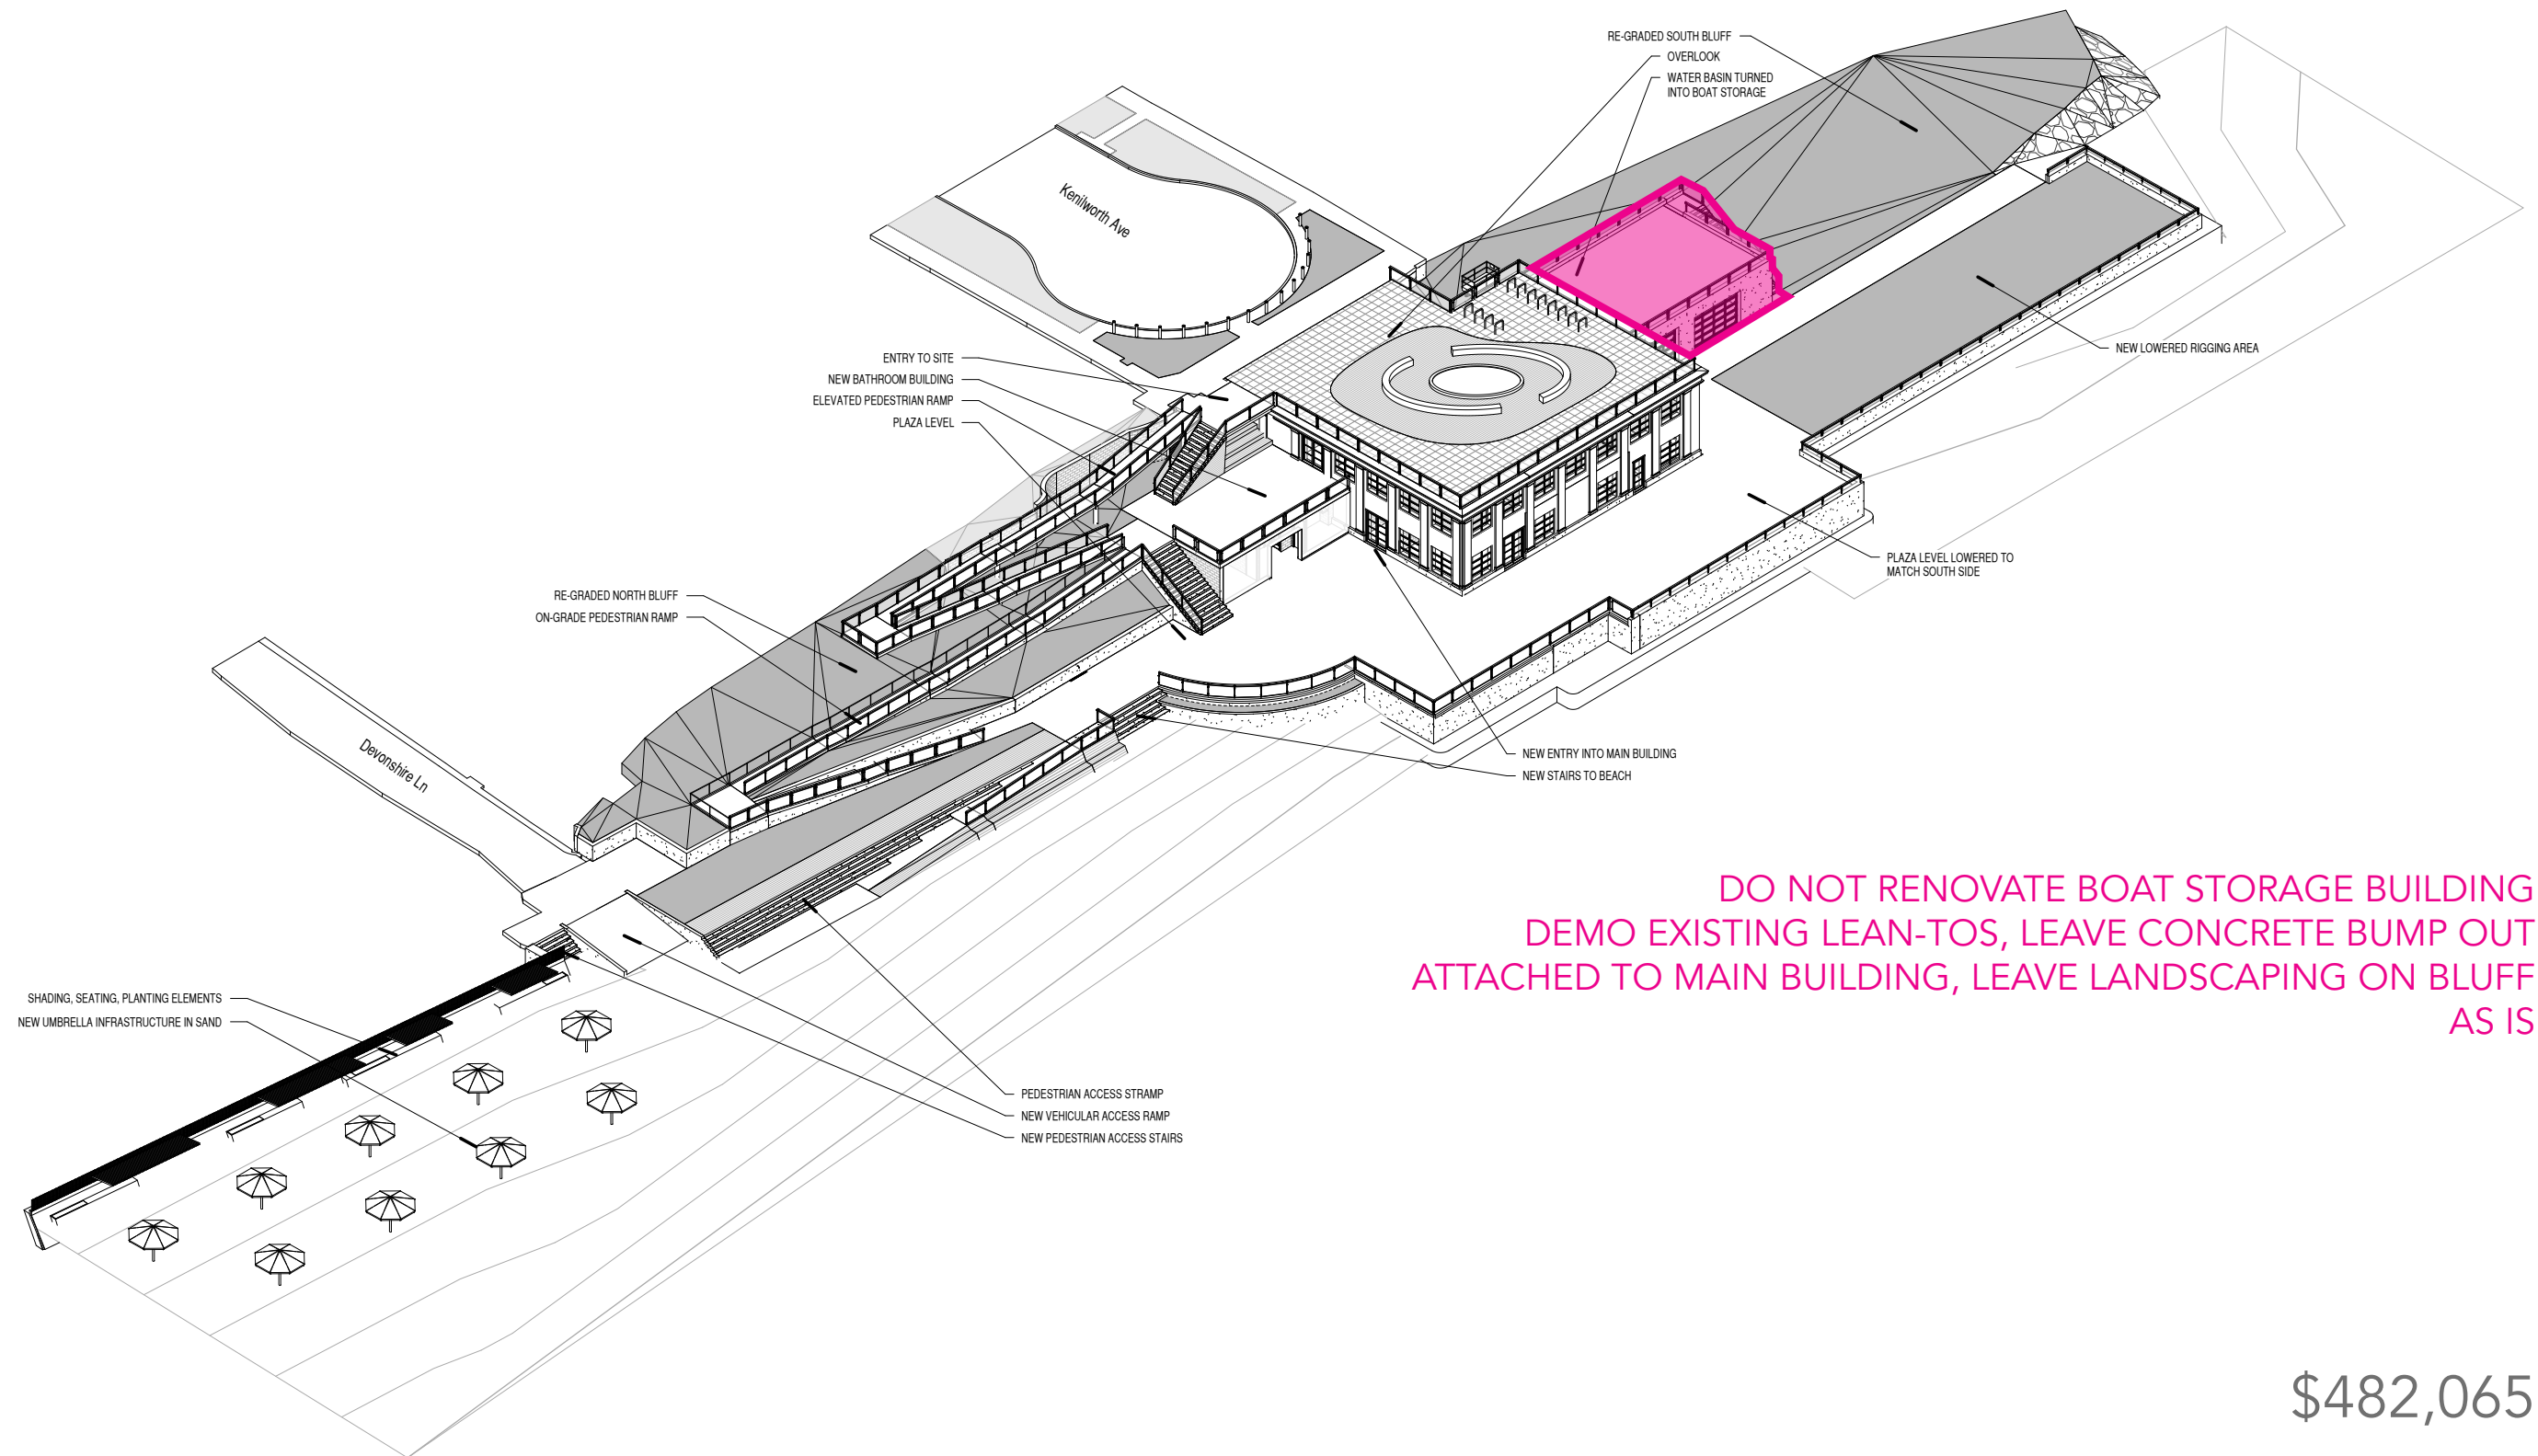 RE-GRADED SOUTH BLUFF
OVERLOOK
WATER BASIN TURNED
INTO BOAT STORAGE
Kenilworth Ave
ENTRY TO SITE
NEW BATHROOM BUILDING
ELEVATED PEDESTRIAN RAMP
PLAZA LEVEL
NEW LOWERED RIGGING AREA
PLAZA LEVEL LOWERED TO
MATCH SOUTH SIDE
RE-GRADED NORTH BLUFF
ON-GRADE PEDESTRIAN RAMP
Devonshire Ln
NEW ENTRY INTO MAIN BUILDING
NEW STAIRS TO BEACH
DO NOT RENOVATE BOAT STORAGE BUILDING
DEMO EXISTING LEAN-TOS, LEAVE CONCRETE BUMP OUT
ATTACHED TO MAIN BUILDING, LEAVE LANDSCAPING ON BLUFF
AS IS
SHADING, SEATING, PLANTING ELEMENTS
NEW UMBRELLA INFRASTRUCTURE IN SAND
PEDESTRIAN ACCESS STRAMP
NEW VEHICULAR ACCESS RAMP
NEW PEDESTRIAN ACCESS STAIRS
$482,065